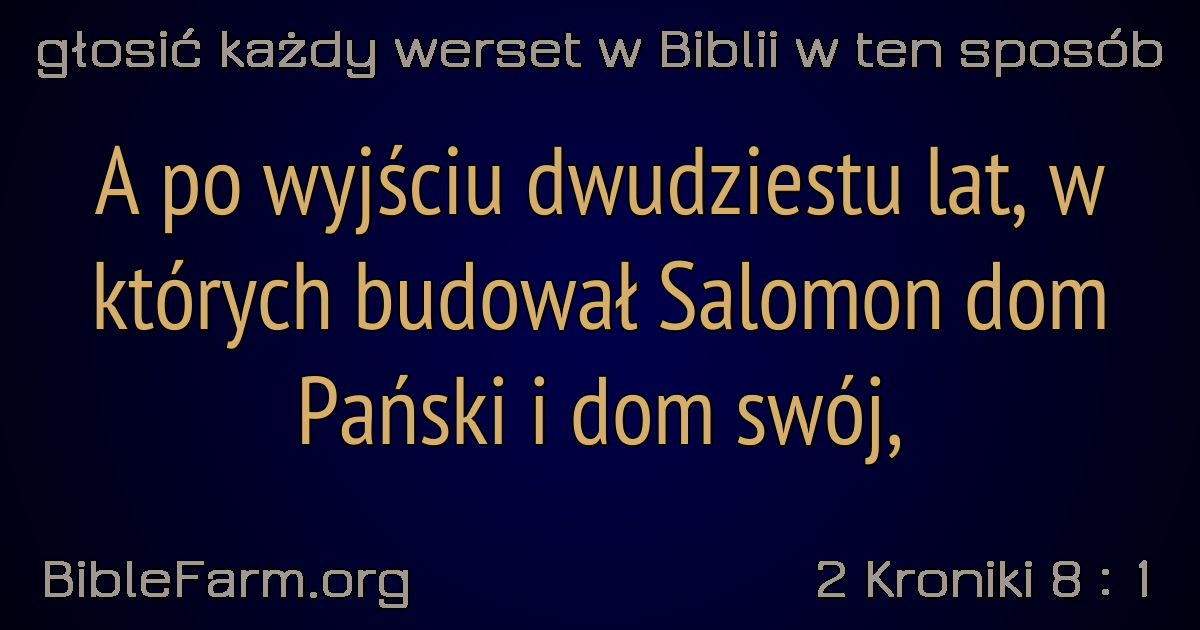 głosić każdy werset w Biblii w ten sposób
A po wyjściu dwudziestu lat, w
których budował Salomon dom
Pański i dom swój,
BibleFarm.org
2 Kroniki 8 : 1